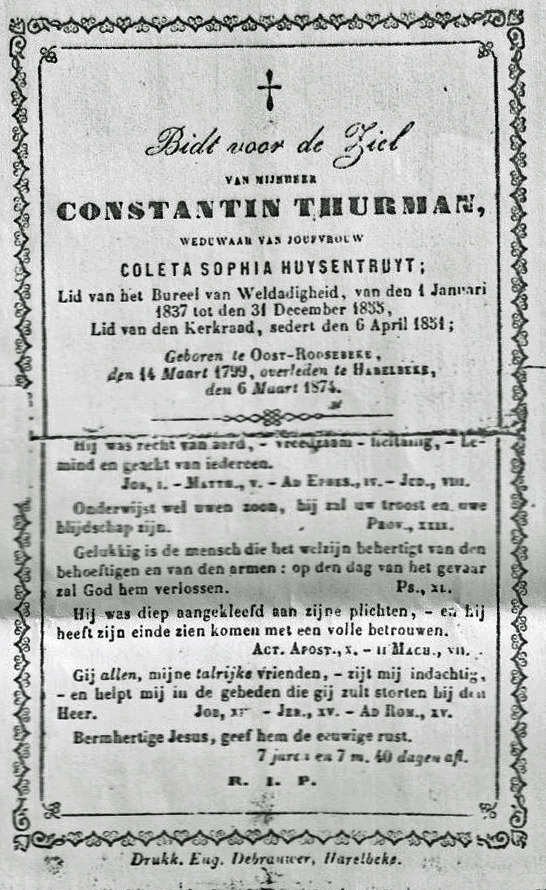 Bidt voor de Ziel
VAN MIJNHEER
CONSTANTIN THURMAN,
WEDUWAAR VAN JOUFVROUW
COLETA SOPHIA HUYSENTRUYT;
Lid van het Bureel van Weldadigheid, van den 1 Januari
1837 tot den 31 December 1855,
Lid van den Kerkraad, sedert den 6 April 1851;
Geboren te OOST-ROOSEBEKE,
den 14 Maart 1799, overleden te HARELBEKE,
den 6 Maart 1874.
Hij was recht van aard, - vreedzaam - lieftallig, - be-
mind en geacht van iedereen.
JOB, I. - MATTH., V. - AD EPHES., IV. - JUD., VIII.
Onderwijst wel uwen zoon, hij zal uw troost en uwe
blijdschap zijn. PROV., XXIX.
Gelukkig is de mensch die het welzijn behertigt van den
behoeftigen en van den armen : op den dag van het gevaar
zal God hem verlossen. PS., XL.
Hij was diep aangekleefd aan zijne plichten, - en hij
heeft zijn einde zien komen met een volle betrouwen.
ACT. APOST., X. - II MACH., VII.
Gij allen, mijne talrijke vrienden, - zijt mij indachtig,
- en helpt mij in de gebeden die gij zult storten bij den
Heer. JOB, - JER., XV. - AD ROM., XV.
Bermhertige Jesus, geef hem de eeuwige rust.
7 jaren en 7 m. 40 dagen afl.
R. I. P.
Drukk. Eug. Debrauwer, Harelbeke.